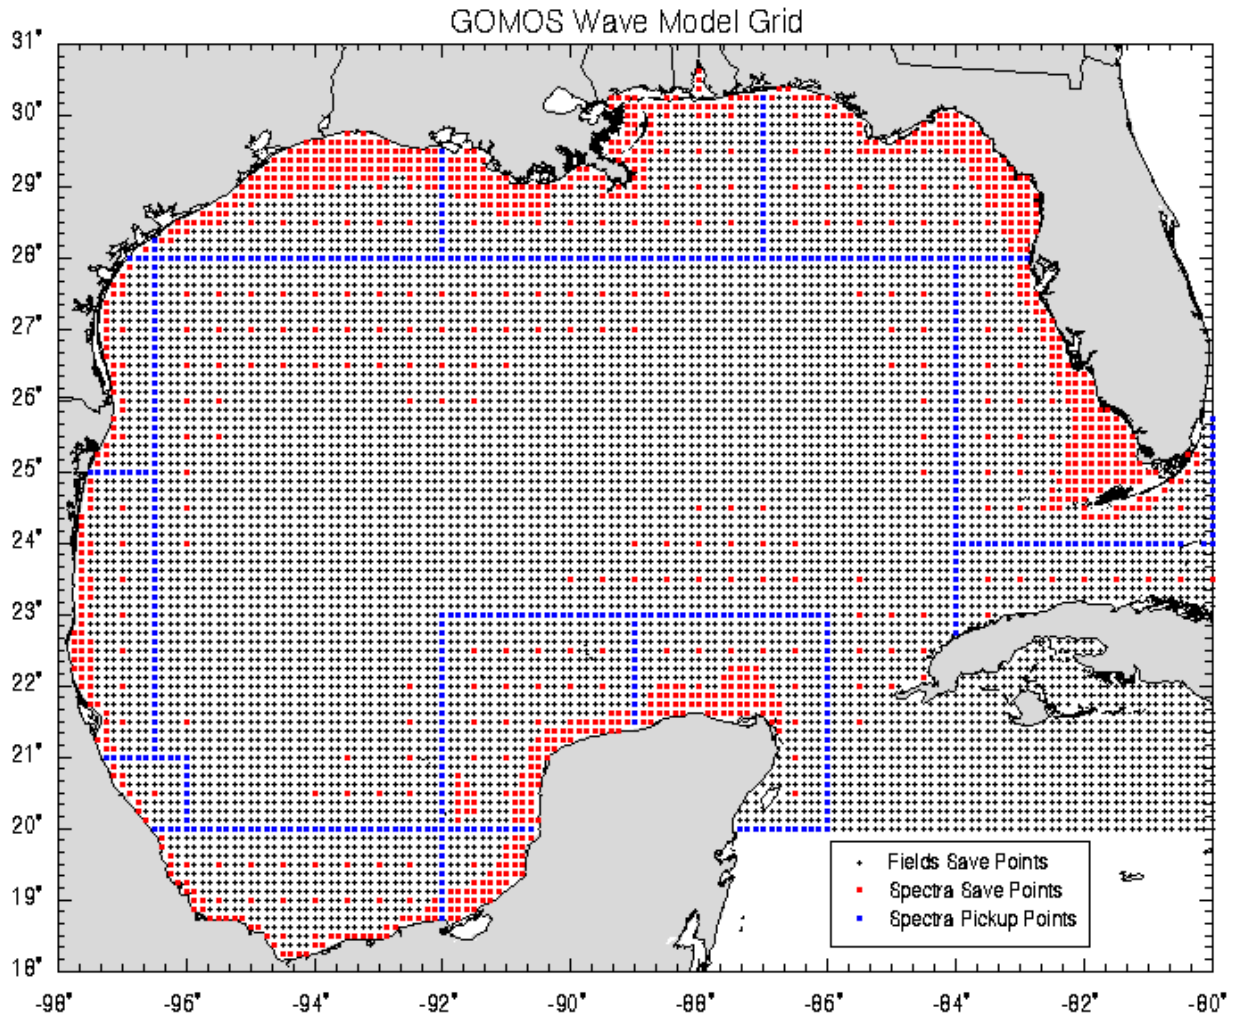 GOMOS Wave Model Grid
31°
30°
29°
28°
27°
26°
25°
24°
23°
22°
21°
20°
19°
18°
Fields Save Points
Spectra Save Points
Spectra Pickup Points
-98° -96° -94° -92° -90° -88° -86° -84° -82° -80°